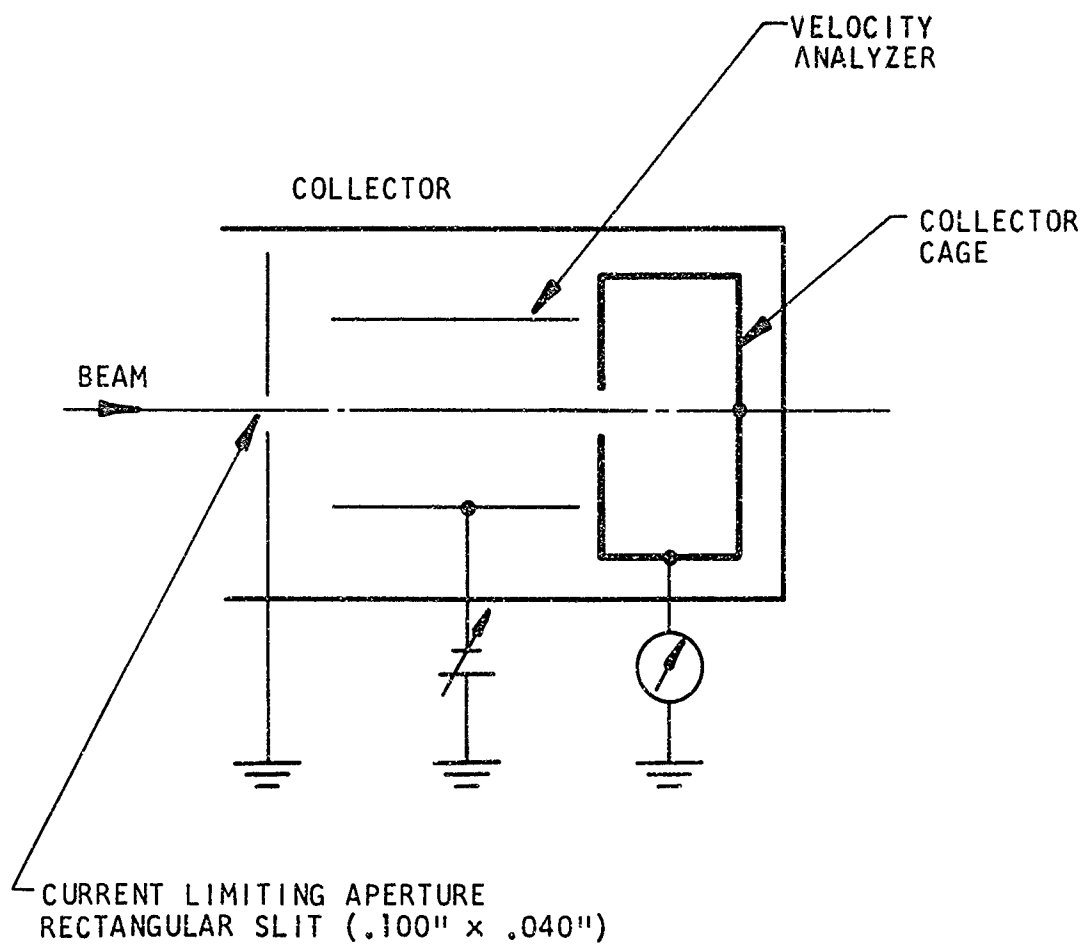 VELOCITY
ANALYZER
COLLECTOR
COLLECTOR
CAGE
BEAM
CURRENT LIMITING APERTURE
RECTANGULAR SLIT (.100" x .040")